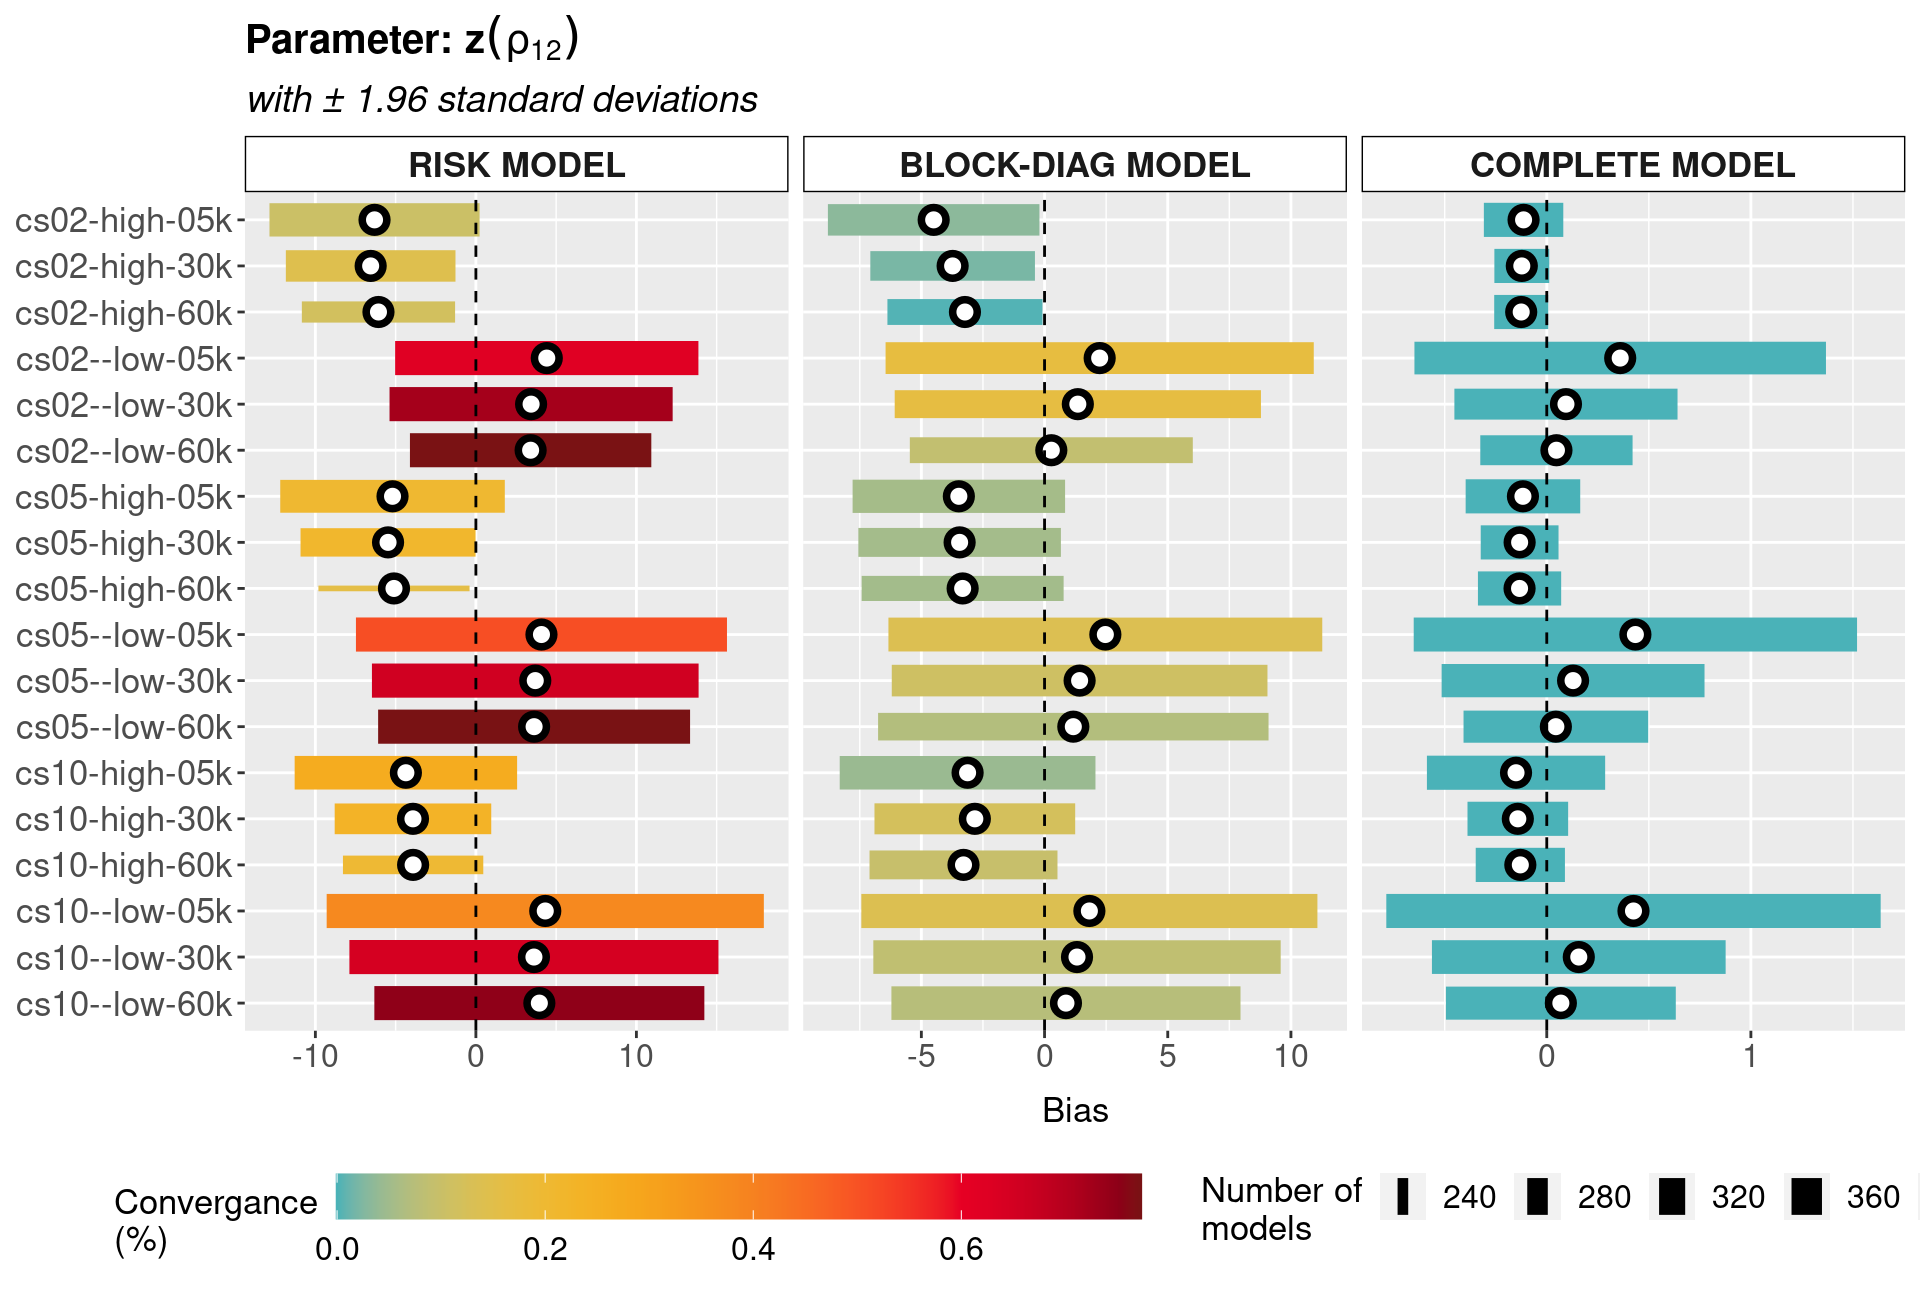 Parameter: z(ρ12)
with ± 1.96 standard deviations
RISK MODEL
BLOCK-DIAG MODEL
COMPLETE MODEL
cs02-high-05k
cs02-high-30k
cs02-high-60k
cs02--low-05k
cs02--low-30k
cs02--low-60k
cs05-high-05k
cs05-high-30k
cs05-high-60k
cs05--low-05k
cs05--low-30k
cs05--low-60k
cs10-high-05k
cs10-high-30k
cs10-high-60k
cs10--low-05k
cs10--low-30k
cs10--low-60k
-10 0 10
-5 0 5 10
0 1
Bias
Convergance
(%)
0.0 0.2 0.4 0.6
Number of
models
240 280 320 360